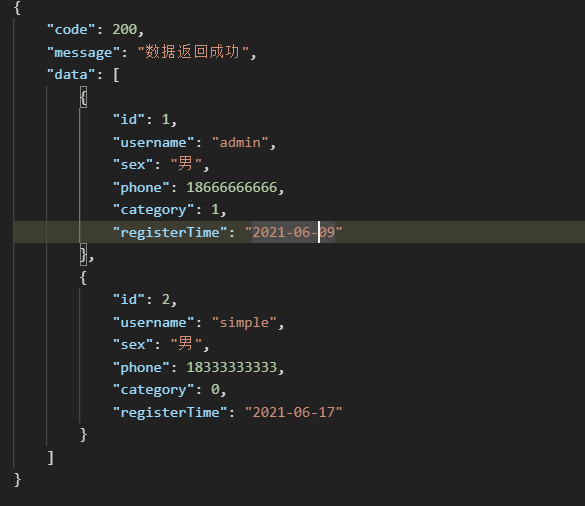 {
    "code": 200,
    "message": "数据返回成功",
    "data": [
        {
            "id": 1,
            "username": "admin",
            "sex": "男",
            "phone": 18666666666,
            "category": 1,
            "registerTime": "2021-06-09"
        },
        {
            "id": 2,
            "username": "simple",
            "sex": "男",
            "phone": 18333333333,
            "category": 0,
            "registerTime": "2021-06-17"
        }
    ]
}